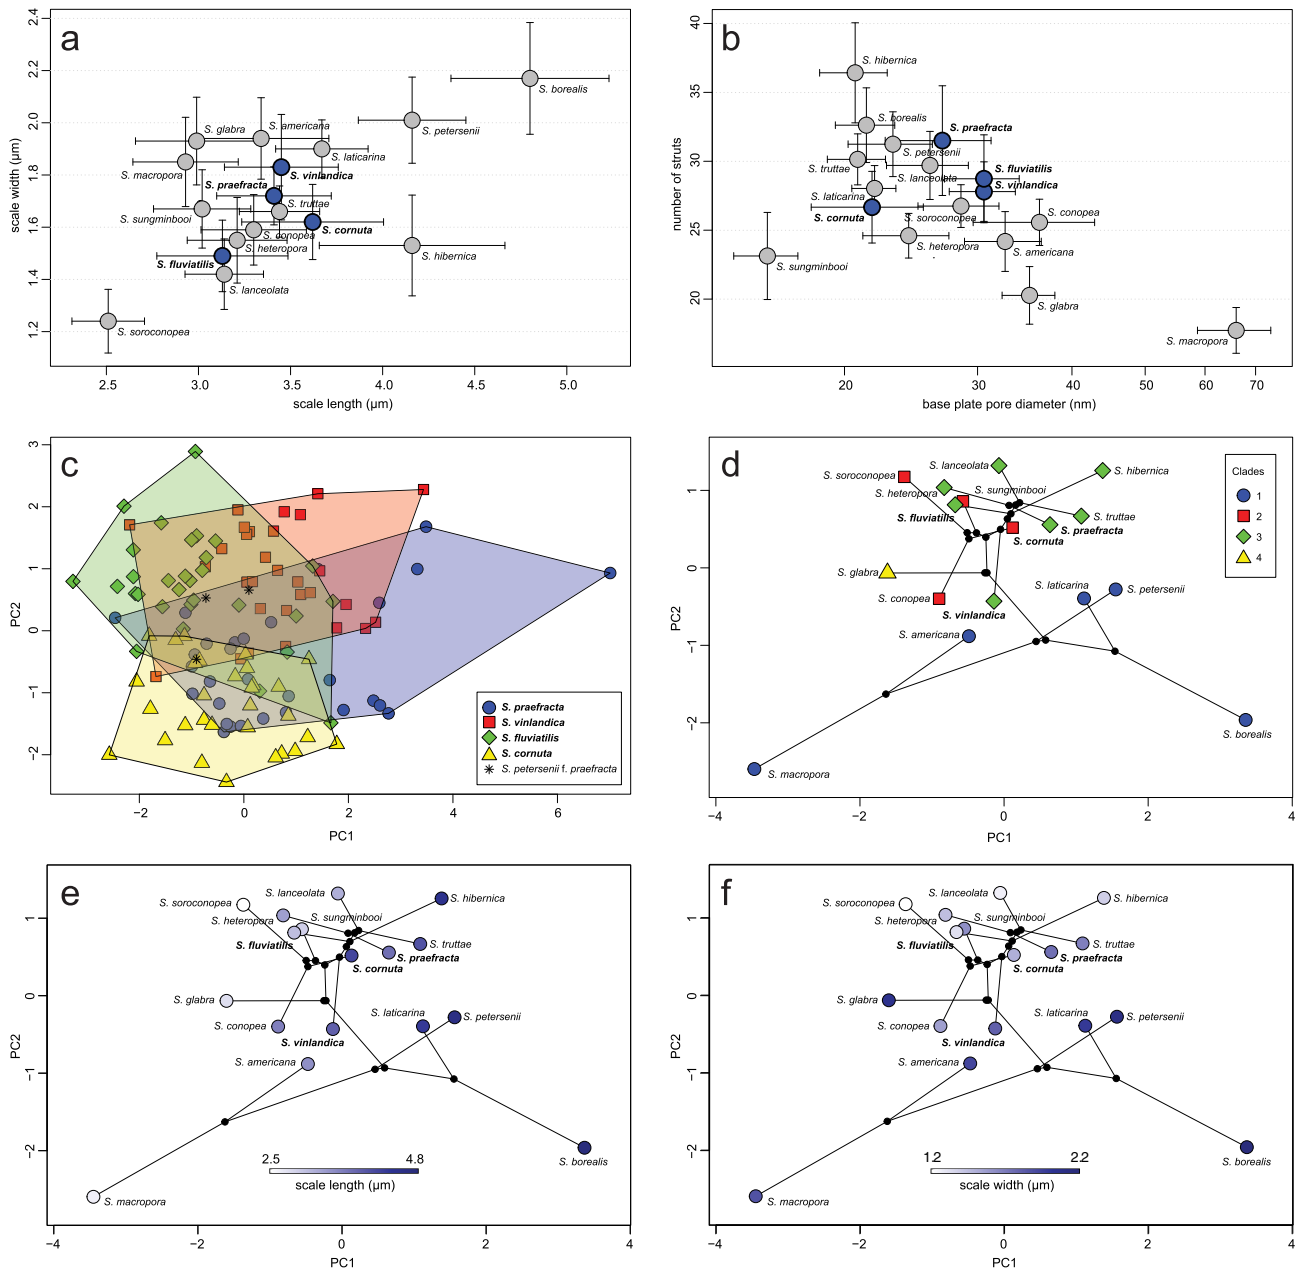 a
2.4
2.2
2.0
1.8
1.6
1.4
1.2
scale width (µm)
S. borealis
S. petersenii
S. glabra
S. americana
S. laticarina
S. macropora
S. vinlandica
S. praefracta
S. truttae
S. sungminbooi
S. cornuta
S. conopea
S. heteropora
S. hibernica
S. fluviatilis
S. lanceolata
S. soroconopea
2.5
3.0
3.5
4.0
4.5
5.0
scale length (µm)
b
40
35
30
25
20
number of struts
S. hibernica
S. borealis
S. praefracta
S. petersenii
S. truttae
S. lanceolata
S. fluviatilis
S. vinlandica
S. laticarina
S. cornuta
S. soroconopea
S. conopea
S. heteropora
S. americana
S. sungminbooi
S. glabra
S. macropora
20
30
40
50
60
70
base plate pore diameter (nm)
c
3
2
1
0
−1
−2
PC2
S. praefracta
S. vinlandica
S. fluviatilis
S. cornuta
S. petersenii f. praefracta
−2
0
2
4
6
PC1
d
1
0
−1
−2
PC2
S. lanceolata
S. soroconopea
S. hibernica
S. heteropora
S. sungminbooi
S. fluviatilis
S. truttae
S. praefracta
S. cornuta
S. glabra
S. conopea
S. vinlandica
S. laticarina
S. petersenii
S. americana
S. borealis
S. macropora
Clades
1
2
3
4
−4
−2
0
2
4
PC1
e
1
0
−1
−2
PC2
S. lanceolata
S. soroconopea
S. hibernica
S. heteropora
S. sungminbooi
S. fluviatilis
S. truttae
S. praefracta
S. cornuta
S. glabra
S. conopea
S. vinlandica
S. laticarina
S. petersenii
S. americana
S. borealis
S. macropora
2.5 4.8
scale length (µm)
−4
−2
0
2
4
PC1
f
1
0
−1
−2
PC2
S. lanceolata
S. soroconopea
S. hibernica
S. heteropora
S. sungminbooi
S. fluviatilis
S. truttae
S. praefracta
S. cornuta
S. glabra
S. conopea
S. vinlandica
S. laticarina
S. petersenii
S. americana
S. borealis
S. macropora
1.2 2.2
scale width (µm)
−4
−2
0
2
4
PC1